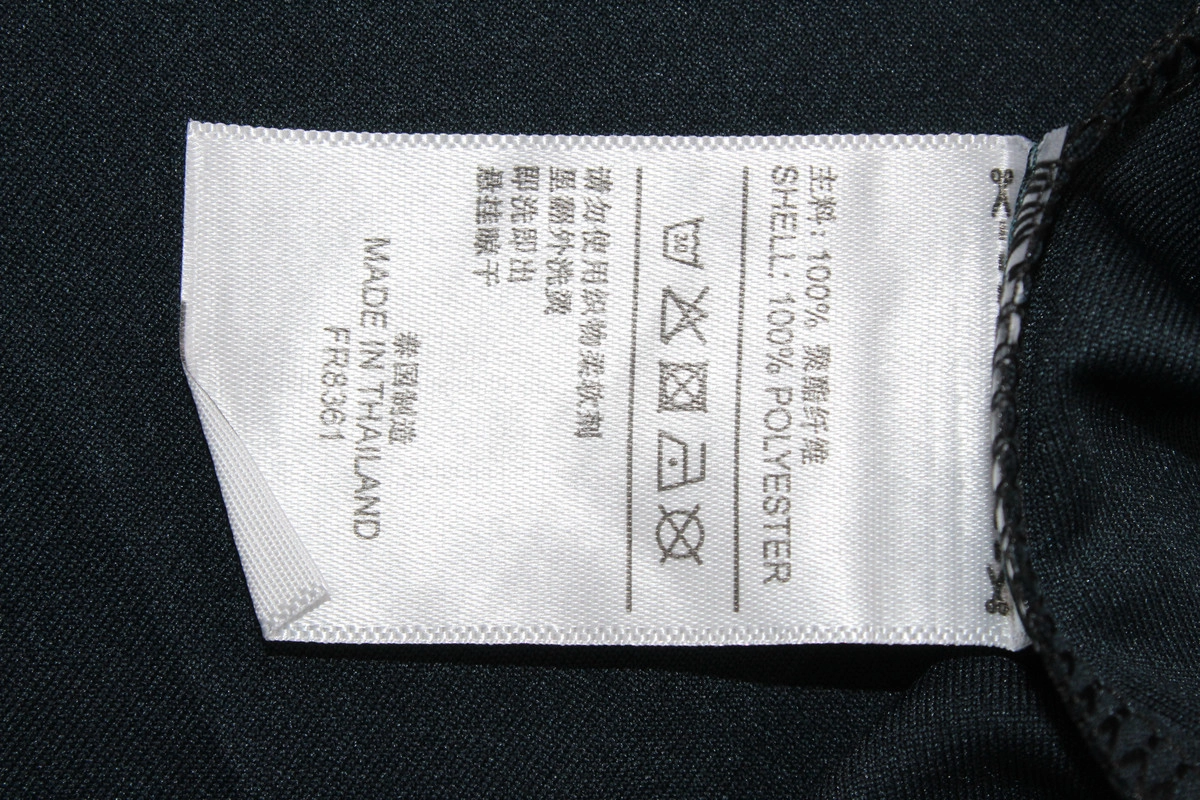 主料: 100% 聚酯纤维
SHELL: 100% POLYESTER
30
请勿使用织物柔软剂
里翻外洗涤
即洗即出
悬挂晾干
泰国制造
MADE IN THAILAND
FR8361